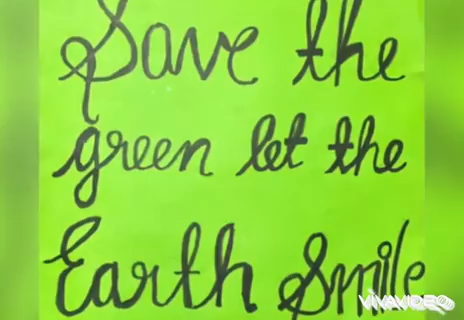 Save the
green let the
Earth Smile
VIVAVIDEO